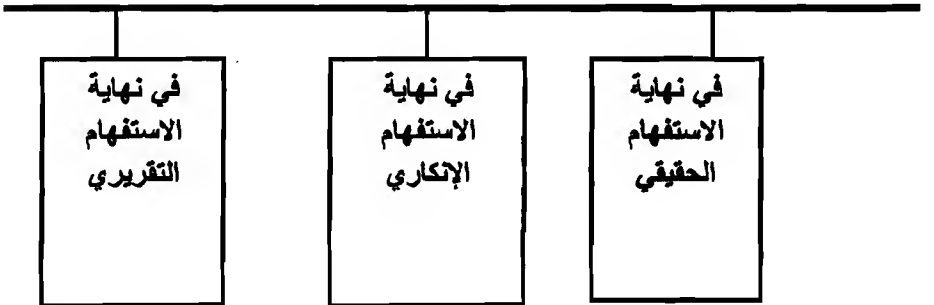 في نهاية
الاستفهام
الحقيقي
في نهاية
الاستفهام
الإنكاري
في نهاية
الاستفهام
التقريري